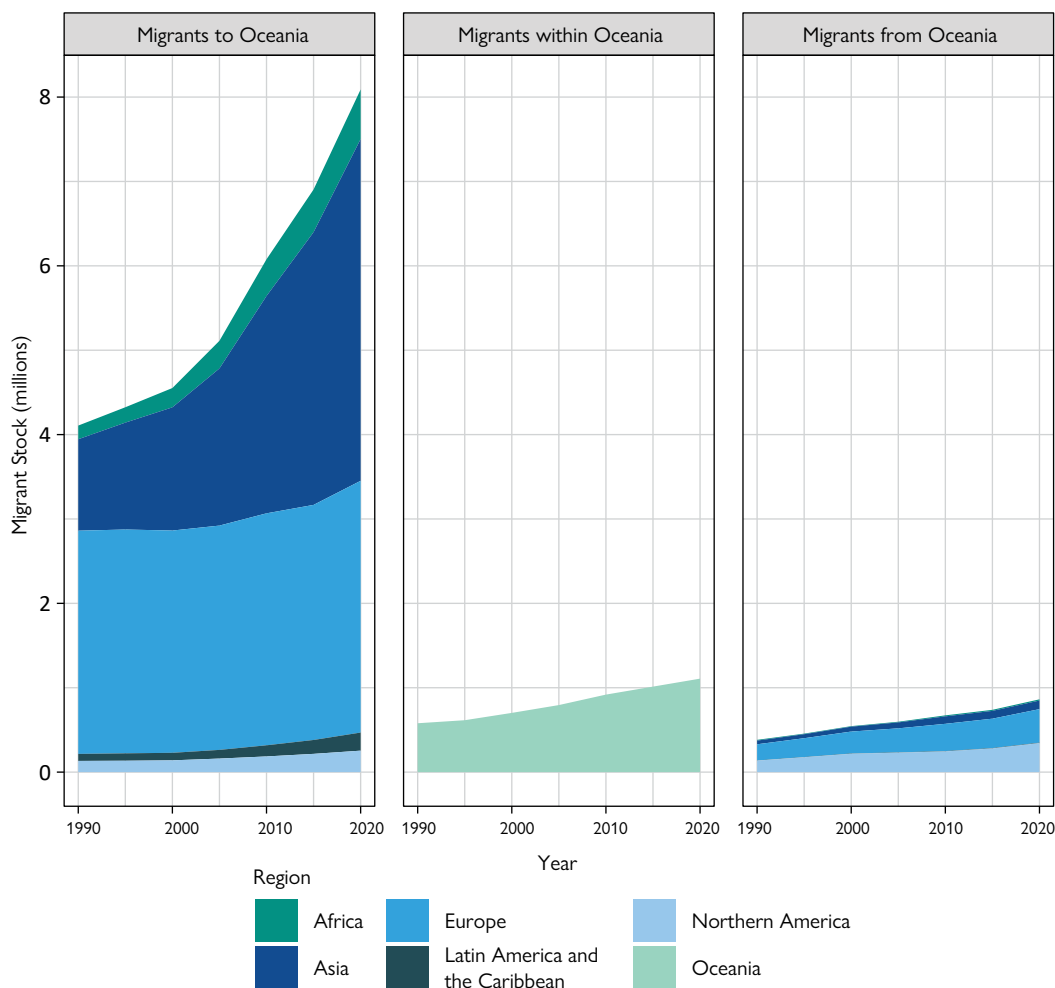 Migrants to Oceania
Migrants within Oceania
Migrants from Oceania
Migrant Stock (millions)
8
6
4
2
0
1990 2000 2010 2020
1990 2000 2010 2020
1990 2000 2010 2020
Year
Region
Africa
Europe
Northern America
Asia
Latin America and
the Caribbean
Oceania